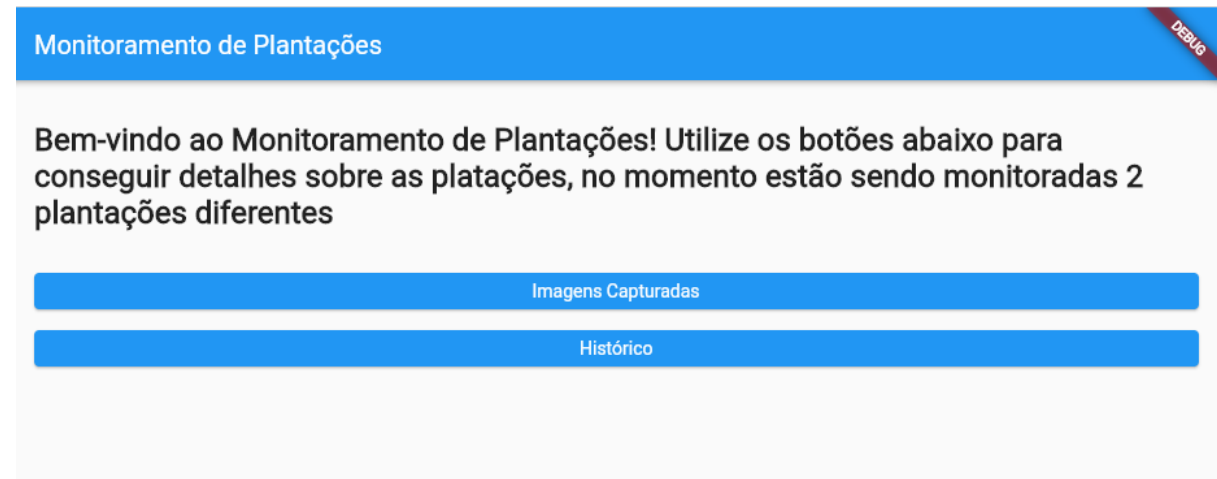 Monitoramento de Plantações
DEBUG
Bem-vindo ao Monitoramento de Plantações! Utilize os botões abaixo para
conseguir detalhes sobre as platações, no momento estão sendo monitoradas 2
plantações diferentes
Imagens Capturadas
Histórico